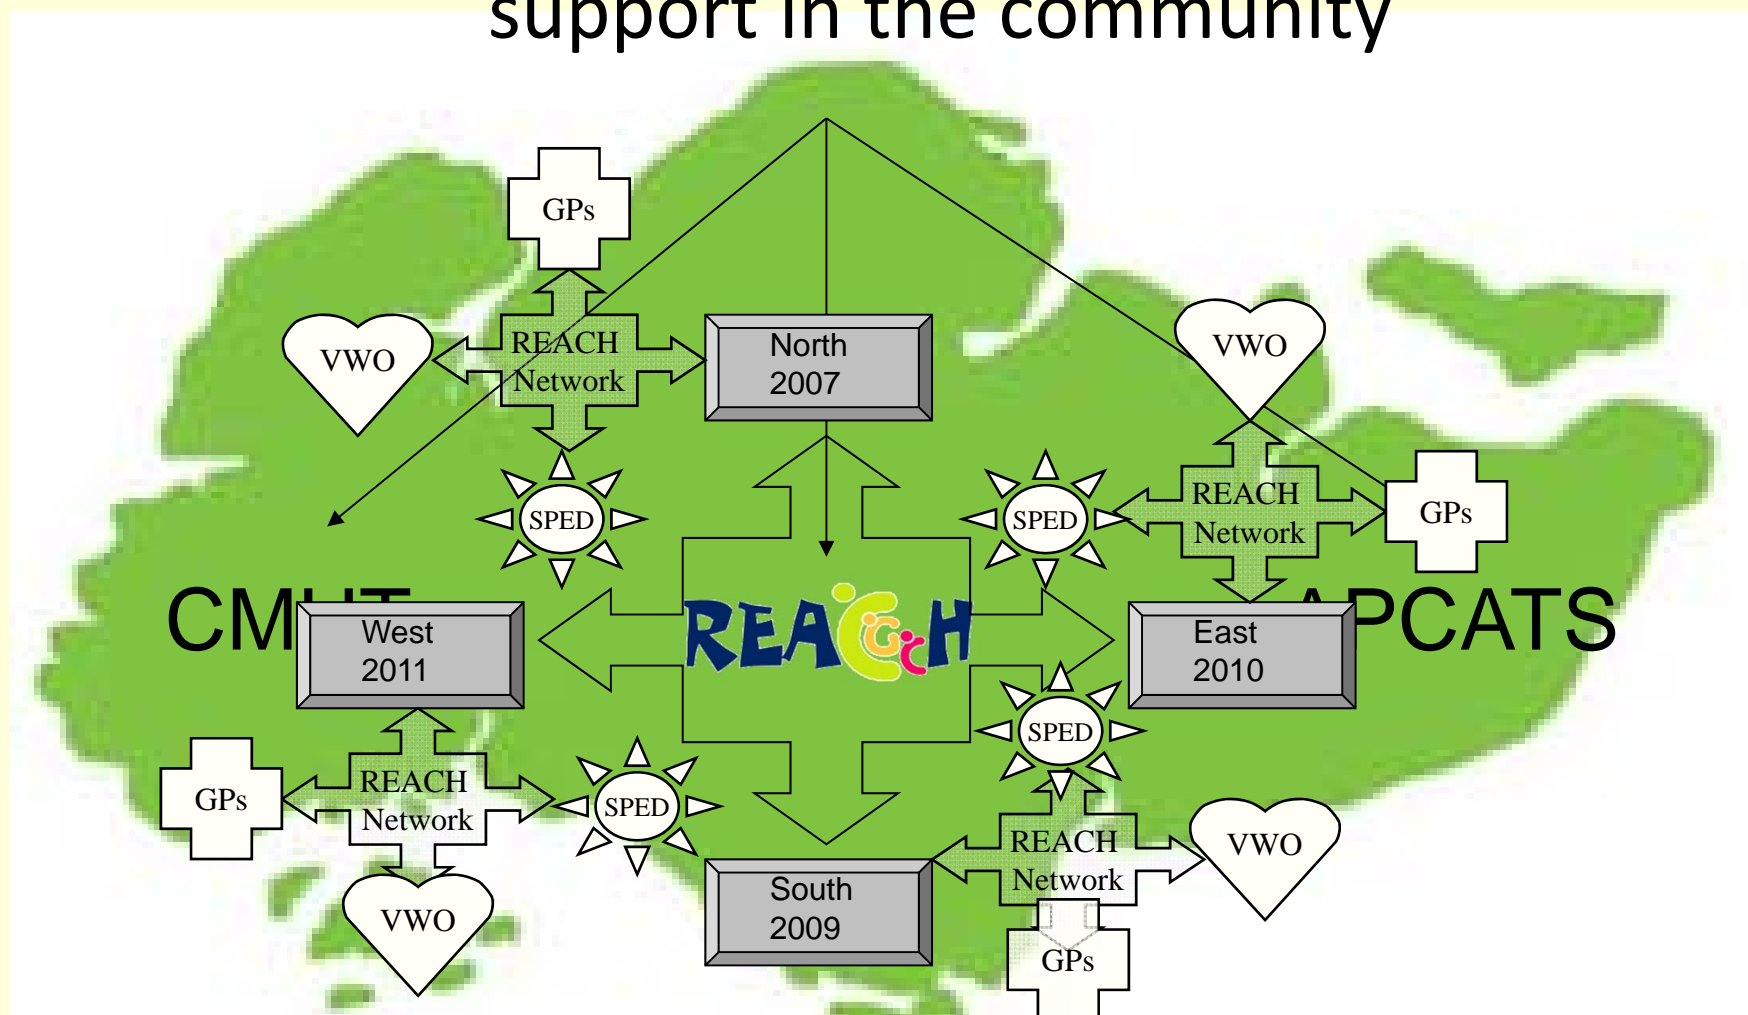 support in the community
GPs
VWO
REACH
Network
North
2007
VWO
SPED
SPED
REACH
Network
GPs
REACH
West
2011
East
2010
APCATS
SPED
GPs
REACH
Network
SPED
VWO
South
2009
REACH
Network
VWO
GPs